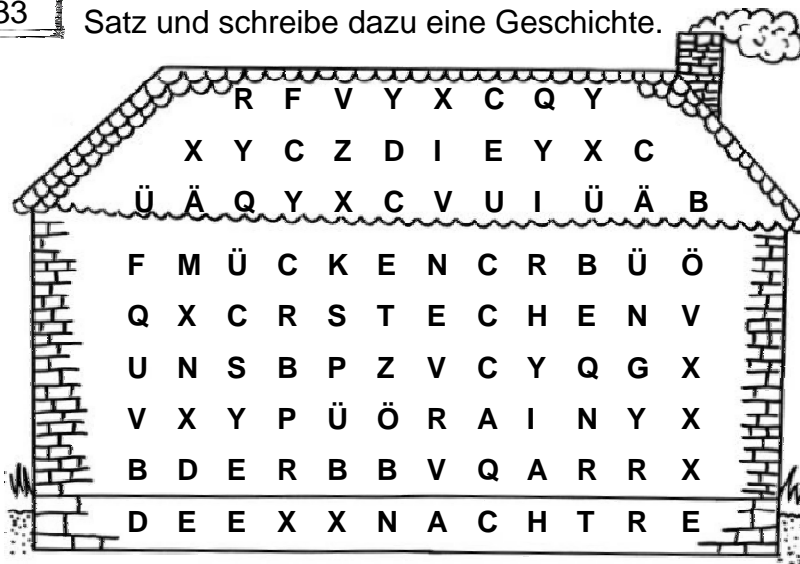 33
Satz und schreibe dazu eine Geschichte.
R F V Y X C Q Y
X Y C Z D I E Y X C
Ü Ä Q Y X C V U I Ü Ä B
F M Ü C K E N C R B Ü Ö
Q X C R S T E C H E N V
U N S B P Z V C Y Q G X
V X Y P Ü Ö R A I N Y X
B D E R B B V Q A R R X
D E E X X N A C H T R E